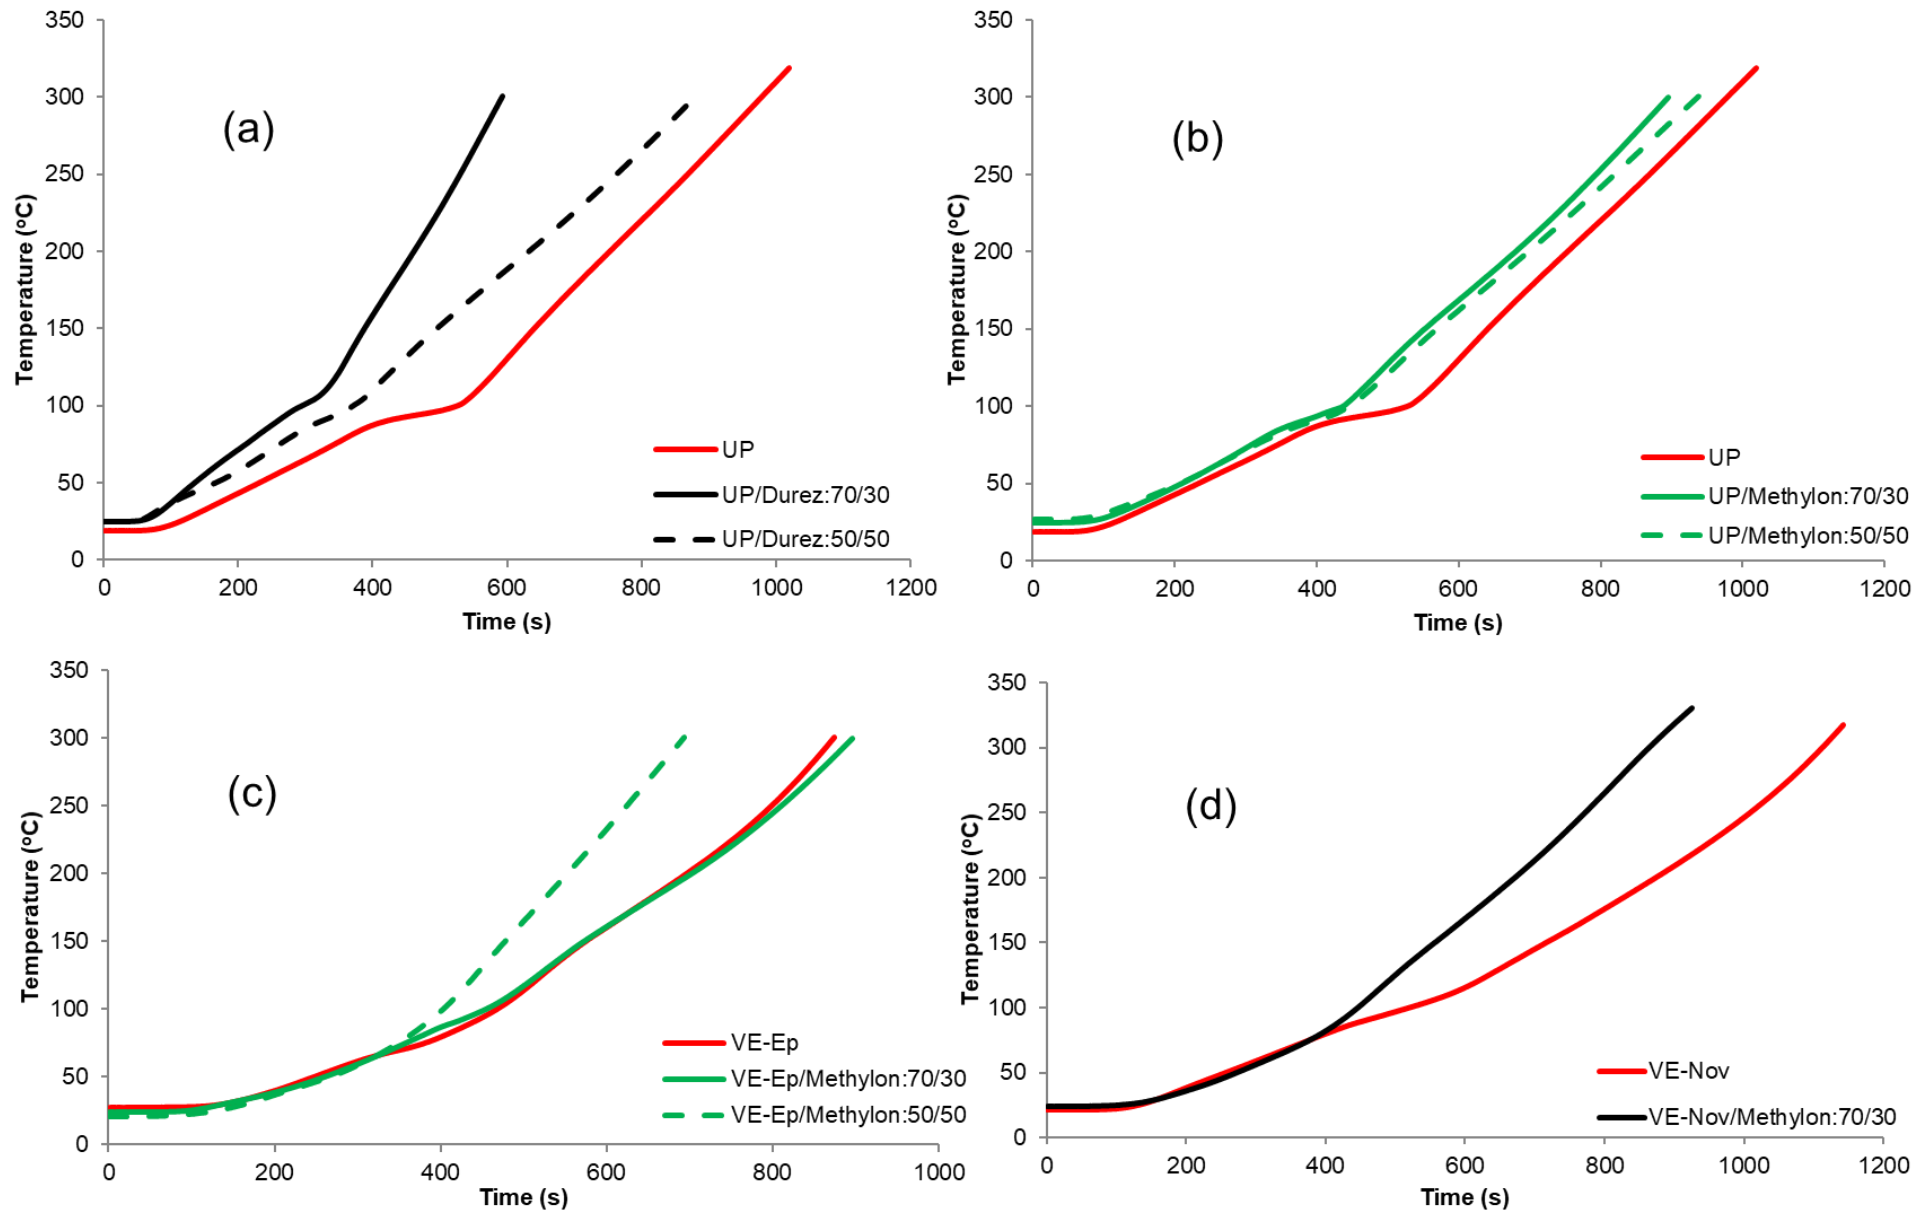 350
300
250
200
150
100
50
0
0 200 400 600 800 1000 1200
Temperature (°C)
Time (s)
(a)
UP
UP/Durez:70/30
UP/Durez:50/50
350
300
250
200
150
100
50
0
0 200 400 600 800 1000 1200
Temperature (°C)
Time (s)
(b)
UP
UP/Methylon:70/30
UP/Methylon:50/50
350
300
250
200
150
100
50
0
0 200 400 600 800 1000
Temperature (°C)
Time (s)
(c)
VE-Ep
VE-Ep/Methylon:70/30
VE-Ep/Methylon:50/50
350
300
250
200
150
100
50
0
0 200 400 600 800 1000 1200
Temperature (°C)
Time (s)
(d)
VE-Nov
VE-Nov/Methylon:70/30